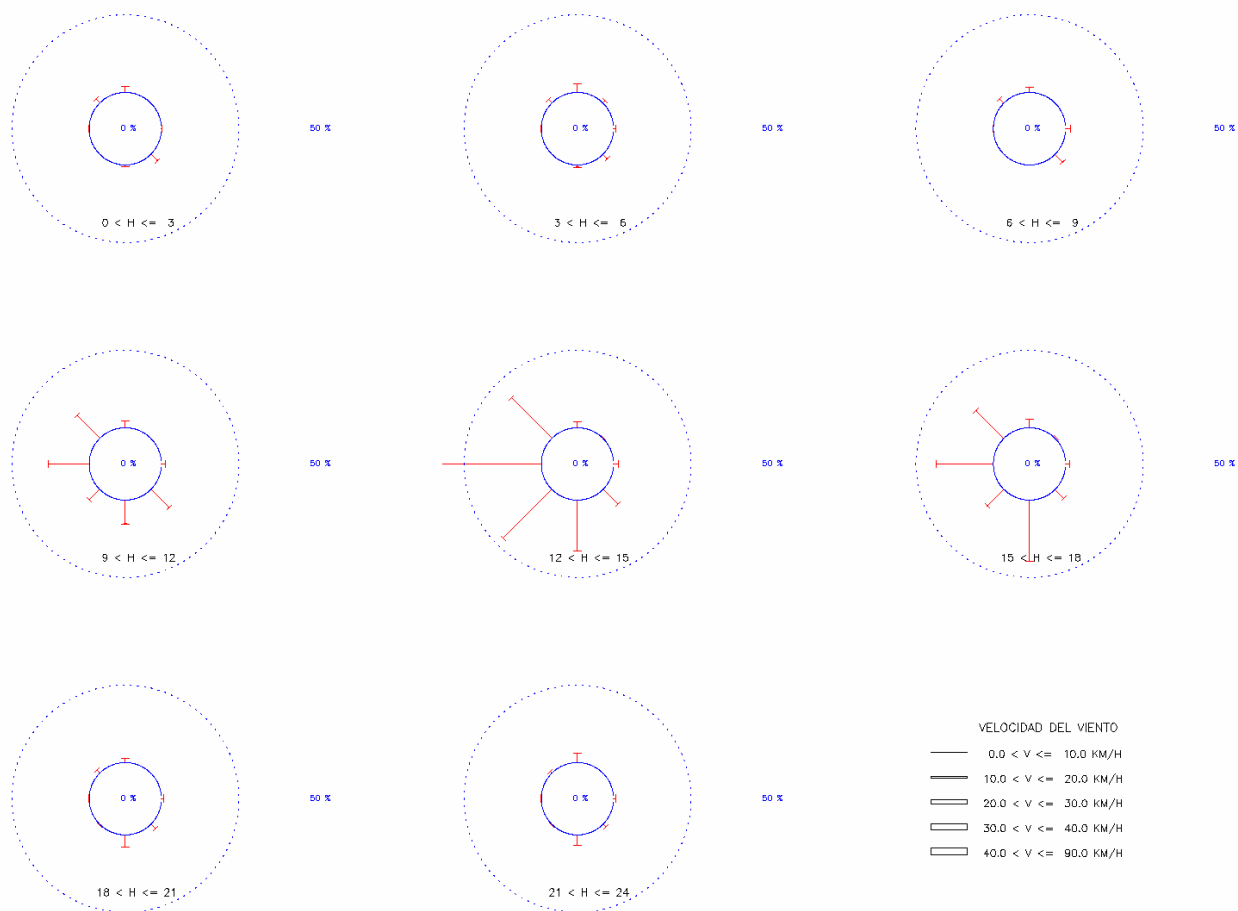 0 % 50 % 0 % 50 % 0 % 50 %
0 < H <= 3 3 < H <= 6 6 < H <= 9
0 % 50 % 0 % 50 % 0 % 50 %
9 < H <= 12 12 < H <= 15 15 < H <= 18
0 % 50 % 0 % 50 %
18 < H <= 21 21 < H <= 24
VELOCIDAD DEL VIENTO
0.0 < V <= 10.0 KM/H
10.0 < V <= 20.0 KM/H
20.0 < V <= 30.0 KM/H
30.0 < V <= 40.0 KM/H
40.0 < V <= 90.0 KM/H